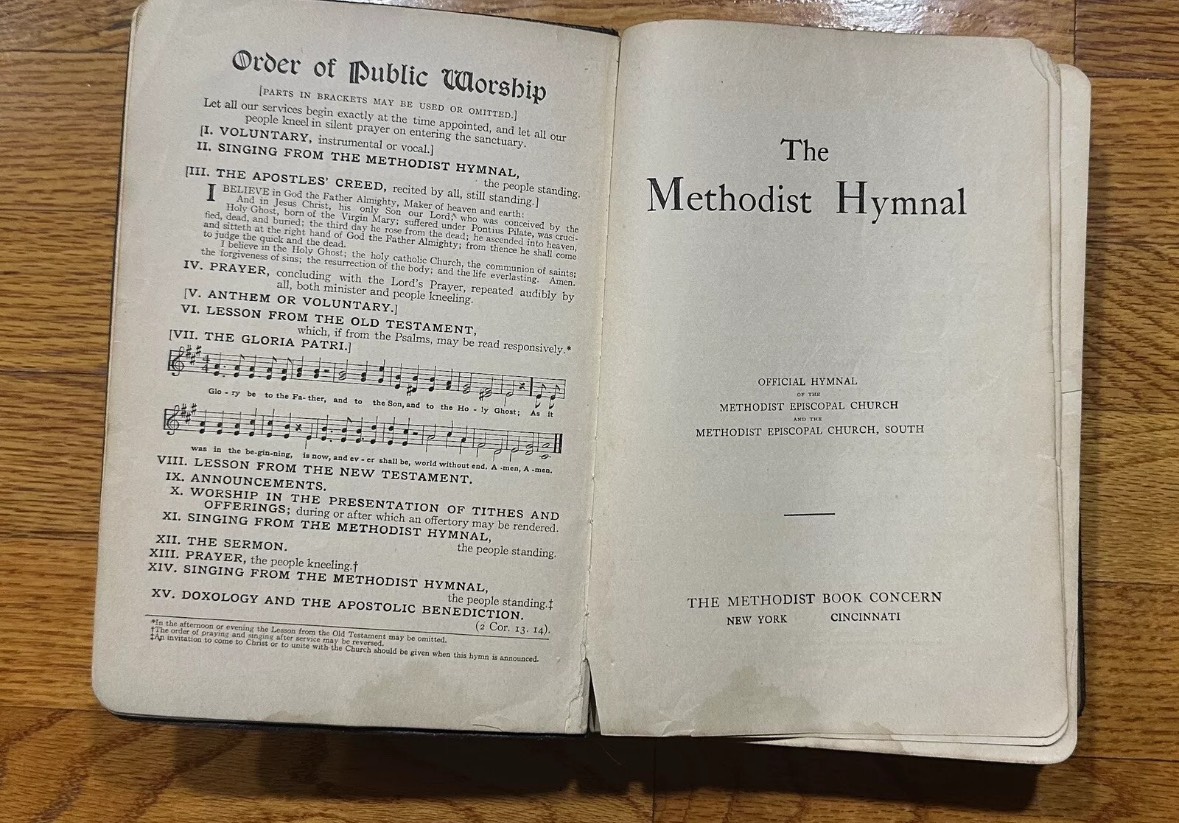 Order of Public Worship
[PARTS IN BRACKETS MAY BE USED OR OMITTED.]
Let all our services begin exactly at the time appointed, and let all our
people kneel in silent prayer on entering the sanctuary.
[I. VOLUNTARY, instrumental or vocal.]
II. SINGING FROM THE METHODIST HYMNAL,
the people standing.
[III. THE APOSTLES' CREED, recited by all, still standing.]
I BELIEVE in God the Father Almighty, Maker of heaven and earth:
And in Jesus Christ, his only Son our Lord: who was conceived by the
Holy Ghost, born of the Virgin Mary; suffered under Pontius Pilate, was cruci-
fied, dead, and buried; the third day he rose from the dead; he ascended into heaven,
and sitteth at the right hand of God the Father Almighty; from thence he shall come
to judge the quick and the dead.
I believe in the Holy Ghost; the holy catholic Church, the communion of saints;
the forgiveness of sins; the resurrection of the body; and the life everlasting. Amen.
IV. PRAYER, concluding with the Lord's Prayer, repeated audibly by
all, both minister and people kneeling.
[V. ANTHEM OR VOLUNTARY.]
VI. LESSON FROM THE OLD TESTAMENT,
which, if from the Psalms, may be read responsively.*
[VII. THE GLORIA PATRI.]
Glo - ry be to the Fa- ther, and to the Son, and to the Ho - ly Ghost; As it
was in the be-gin-ning, is now, and ev - er shall be, world without end. A -men, A -men.
VIII. LESSON FROM THE NEW TESTAMENT.
IX. ANNOUNCEMENTS.
X. WORSHIP IN THE PRESENTATION OF TITHES AND
OFFERINGS; during or after which an offertory may be rendered.
XI. SINGING FROM THE METHODIST HYMNAL,
the people standing.
XII. THE SERMON.
XIII. PRAYER, the people kneeling.†
XIV. SINGING FROM THE METHODIST HYMNAL,
the people standing.‡
XV. DOXOLOGY AND THE APOSTOLIC BENEDICTION.
(2 Cor. 13. 14).
*In the afternoon or evening the Lesson from the Old Testament may be omitted.
†The order of praying and singing after service may be reversed.
‡An invitation to come to Christ or to unite with the Church should be given when this hymn is announced.
The
Methodist Hymnal
OFFICIAL HYMNAL
OF THE
METHODIST EPISCOPAL CHURCH
AND THE
METHODIST EPISCOPAL CHURCH, SOUTH
THE METHODIST BOOK CONCERN
NEW YORK CINCINNATI